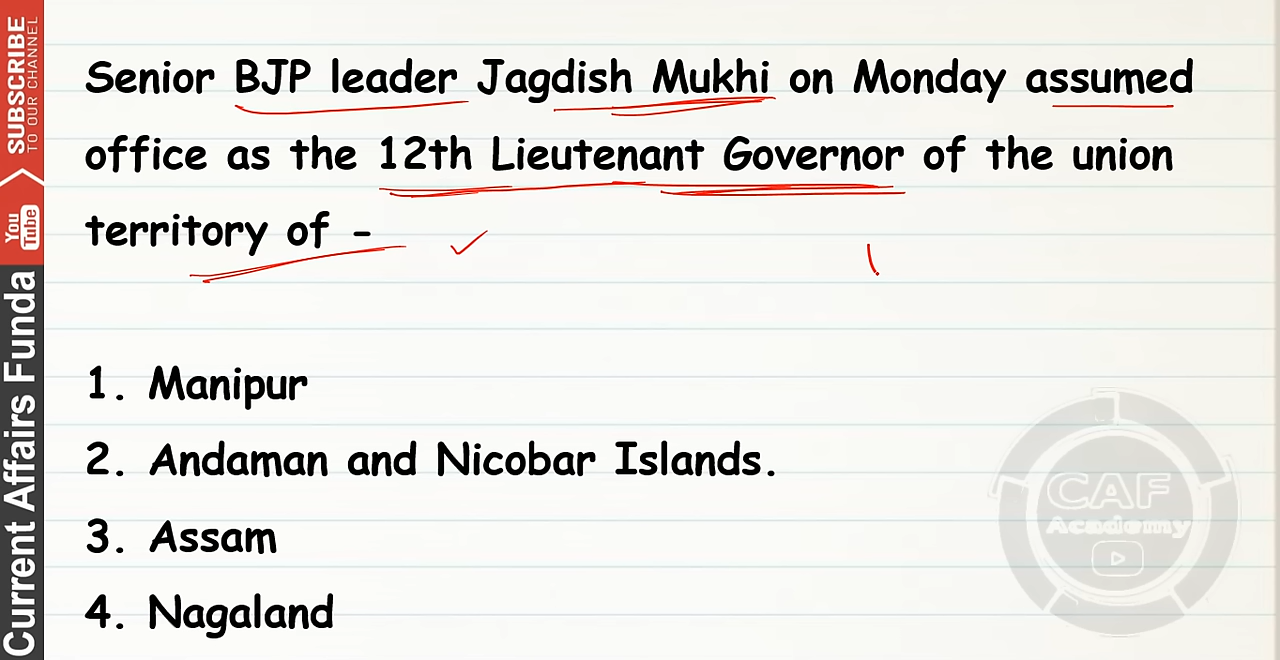 Senior BJP leader Jagdish Mukhi on Monday assumed
office as the 12th Lieutenant Governor of the union
territory of -
1. Manipur
2. Andaman and Nicobar Islands.
3. Assam
4. Nagaland
SUBSCRIBE
TO OUR CHANNEL
You
Tube
Current Affairs Funda
CAF
Academy